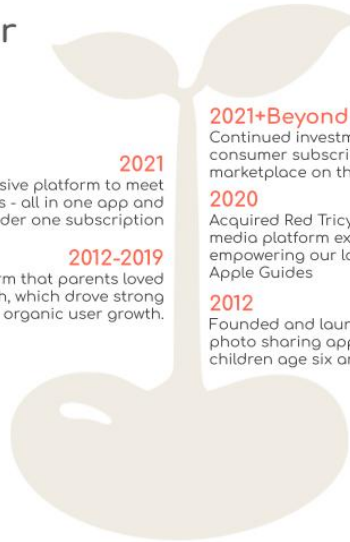 r
2021
sive platform to meet
s - all in one app and
der one subscription
2012-2019
rm that parents loved
h, which drove strong
organic user growth.
2021+Beyond
Continued investm
consumer subscri
marketplace on th
2020
Acquired Red Tricy
media platform ex
empowering our lo
Apple Guides
2012
Founded and laun
photo sharing app
children age six an